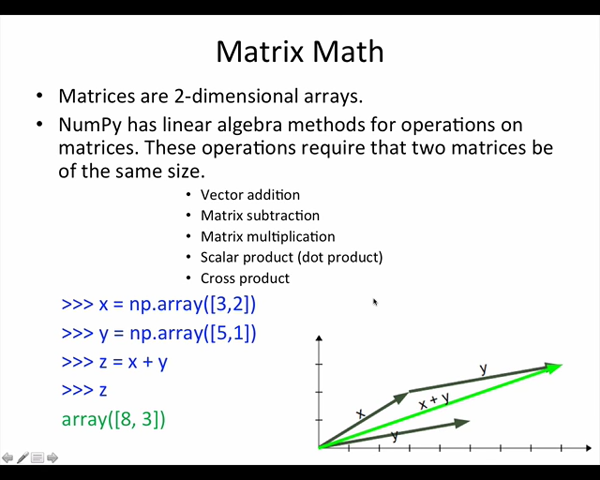 Matrix Math
• Matrices are 2-dimensional arrays.
• NumPy has linear algebra methods for operations on
matrices. These operations require that two matrices be
of the same size.
• Vector addition
• Matrix subtraction
• Matrix multiplication
• Scalar product (dot product)
• Cross product
>>> x = np.array([3,2])
>>> y = np.array([5,1])
>>> z = x + y
>>> z
array([8, 3])
y
x + y
x
y